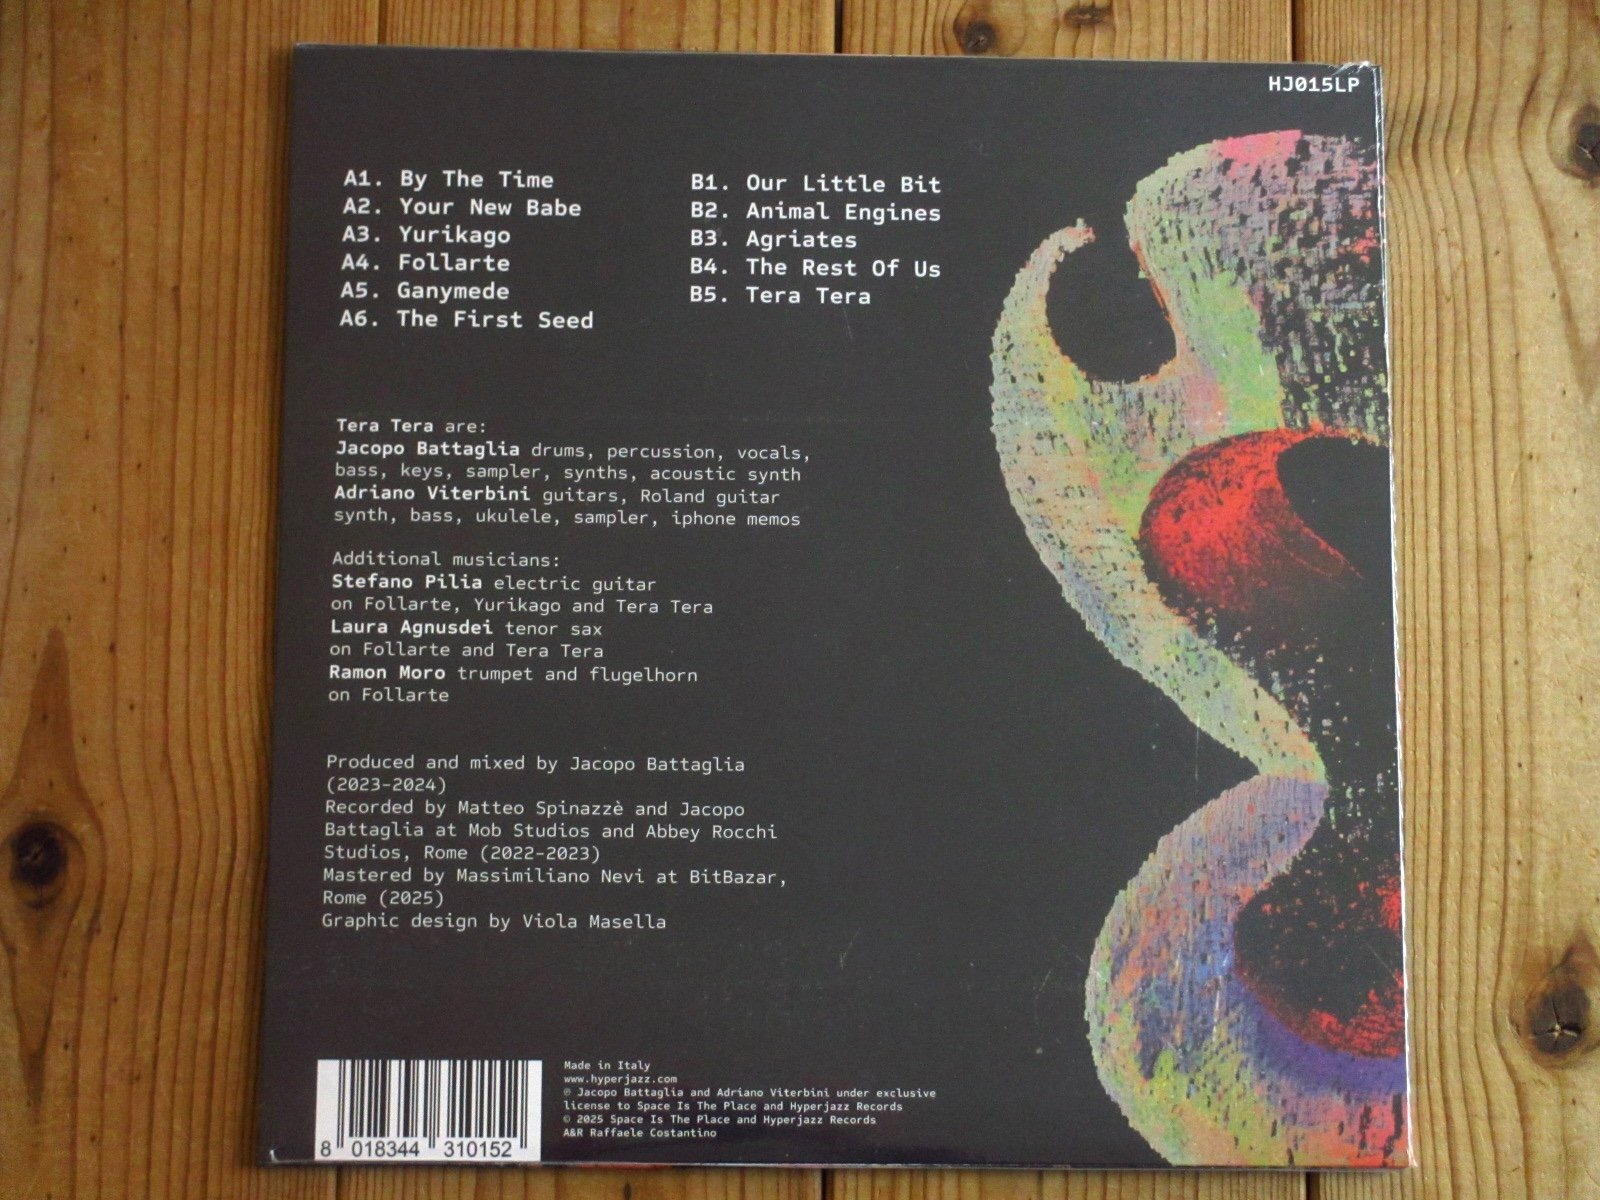 HJ015LP
A1. By The Time
A2. Your New Babe
A3. Yurikago
A4. Follarte
A5. Ganymede
A6. The First Seed
B1. Our Little Bit
B2. Animal Engines
B3. Agriates
B4. The Rest Of Us
B5. Tera Tera
Tera Tera are:
Jacopo Battaglia drums, percussion, vocals,
bass, keys, sampler, synths, acoustic synth
Adriano Viterbini guitars, Roland guitar
synth, bass, ukulele, sampler, iphone memos
Additional musicians:
Stefano Pilia electric guitar
on Follarte, Yurikago and Tera Tera
Laura Agnusdei tenor sax
on Follarte and Tera Tera
Ramon Moro trumpet and flugelhorn
on Follarte
Produced and mixed by Jacopo Battaglia
(2023-2024)
Recorded by Matteo Spinazzè and Jacopo
Battaglia at Mob Studios and Abbey Rocchi
Studios, Rome (2022-2023)
Mastered by Massimiliano Nevi at BitBazar,
Rome (2025)
Graphic design by Viola Masella
8 018344 310152
Made in Italy
www.hyperjazz.com
℗ Jacopo Battaglia and Adriano Viterbini under exclusive
license to Space Is The Place and Hyperjazz Records
© 2025 Space Is The Place and Hyperjazz Records
A&R Raffaele Costantino